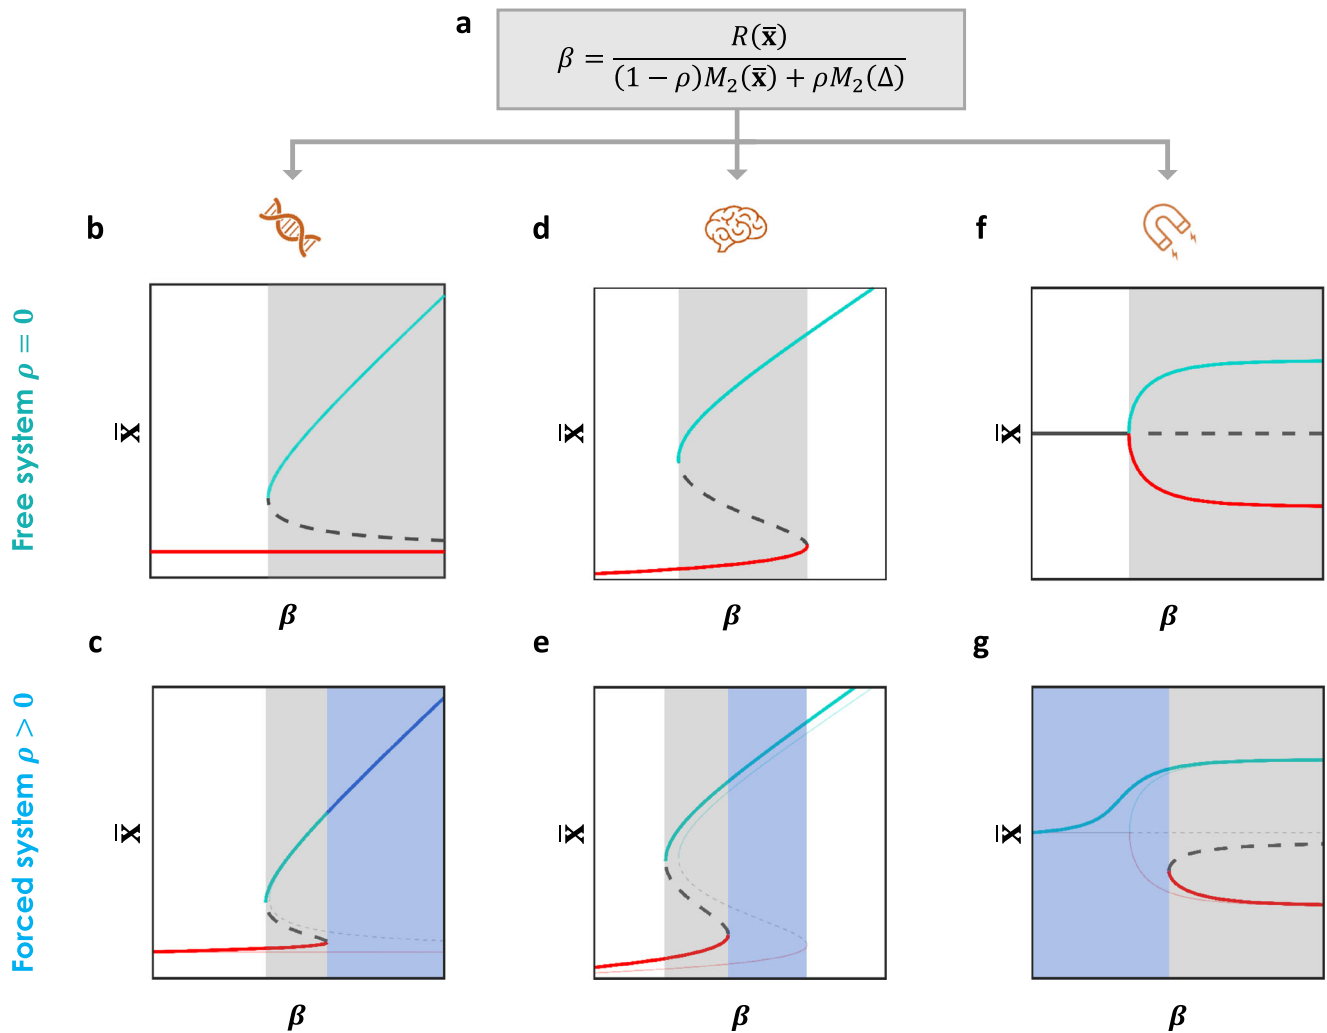 a
β = R(x̄) / (1 − ρ)M₂(x̄) + ρM₂(Δ)
b
d
f
Free system ρ = 0
x̄
x̄
x̄
β
β
β
c
e
g
Forced system ρ > 0
x̄
x̄
x̄
β
β
β